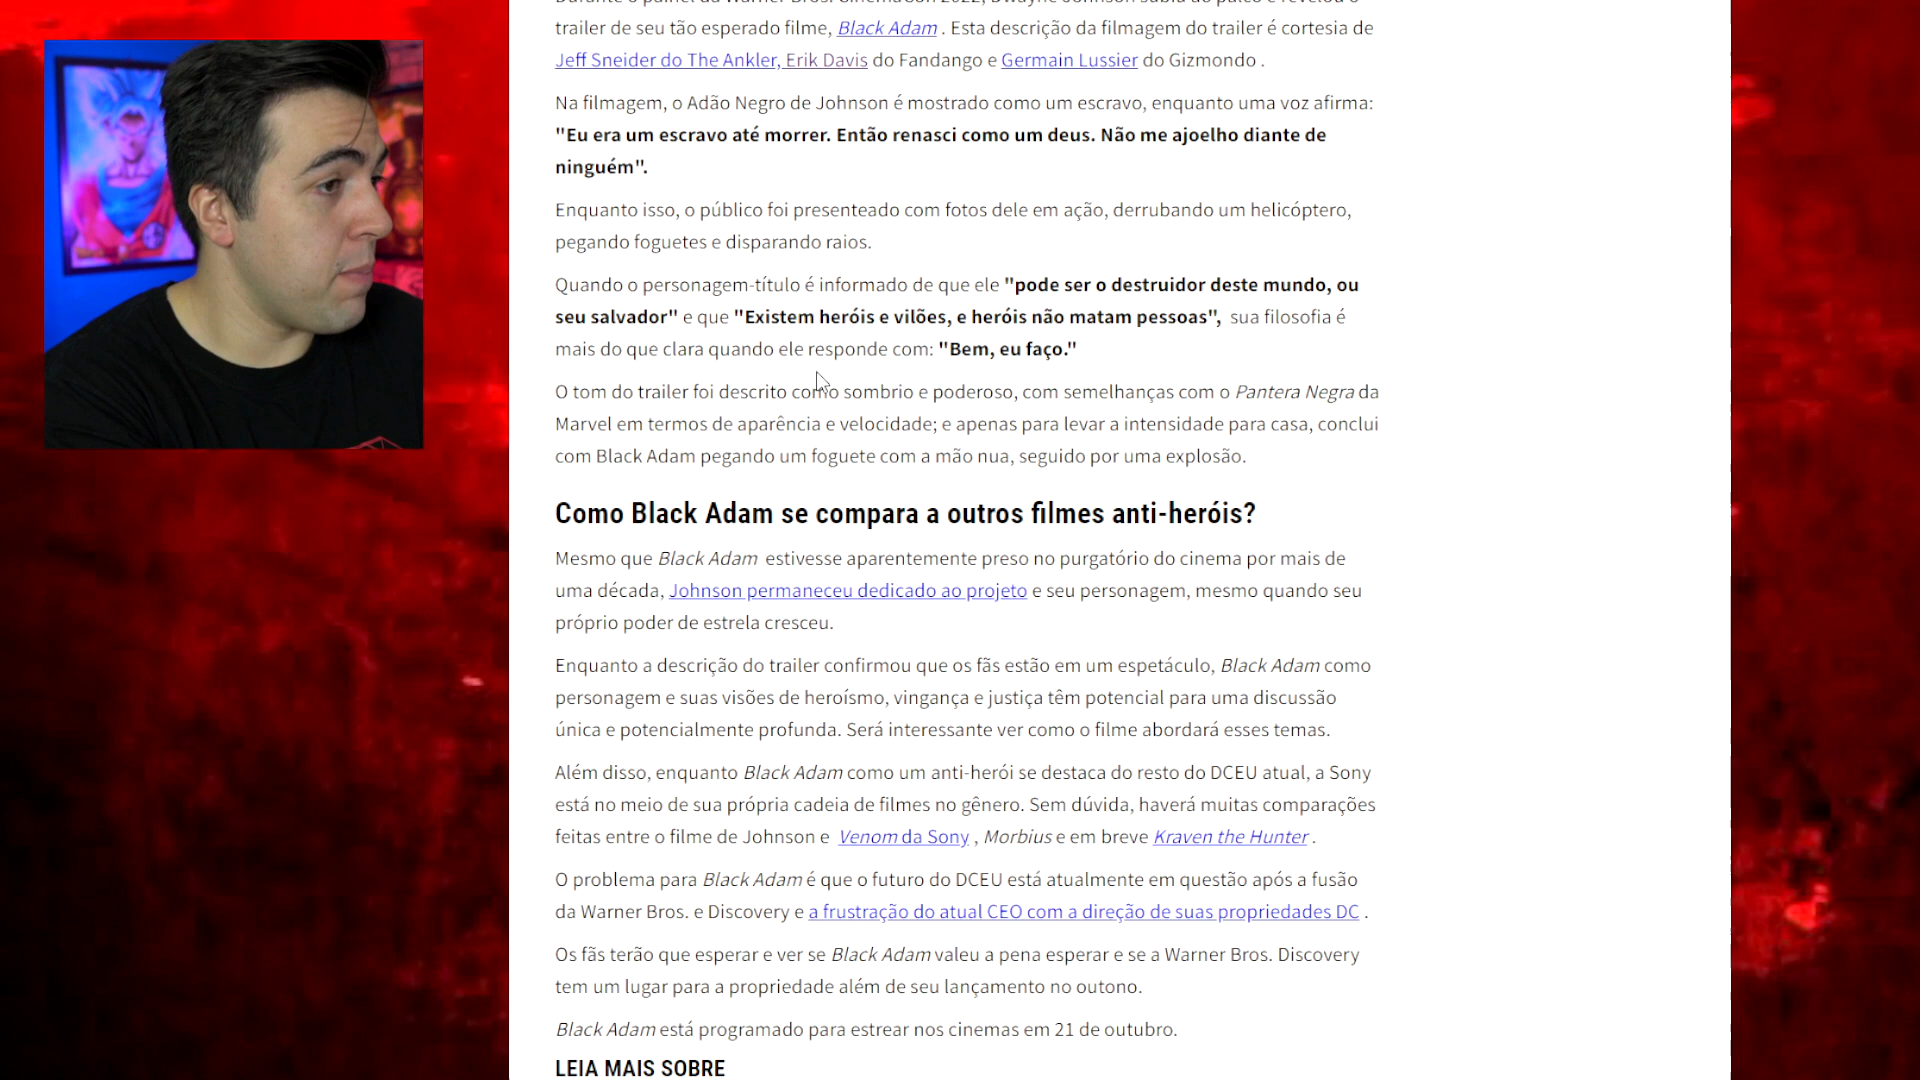 Durante o painel da Warner Bros. CinemaCon 2022, Dwayne Johnson subiu ao palco e revelou o
trailer de seu tão esperado filme, Black Adam . Esta descrição da filmagem do trailer é cortesia de
Jeff Sneider do The Ankler, Erik Davis do Fandango e Germain Lussier do Gizmondo .
Na filmagem, o Adão Negro de Johnson é mostrado como um escravo, enquanto uma voz afirma:
"Eu era um escravo até morrer. Então renasci como um deus. Não me ajoelho diante de
ninguém".
Enquanto isso, o público foi presenteado com fotos dele em ação, derrubando um helicóptero,
pegando foguetes e disparando raios.
Quando o personagem-título é informado de que ele "pode ser o destruidor deste mundo, ou
seu salvador" e que "Existem heróis e vilões, e heróis não matam pessoas", sua filosofia é
mais do que clara quando ele responde com: "Bem, eu faço."
O tom do trailer foi descrito como sombrio e poderoso, com semelhanças com o Pantera Negra da
Marvel em termos de aparência e velocidade; e apenas para levar a intensidade para casa, conclui
com Black Adam pegando um foguete com a mão nua, seguido por uma explosão.
Como Black Adam se compara a outros filmes anti-heróis?
Mesmo que Black Adam estivesse aparentemente preso no purgatório do cinema por mais de
uma década, Johnson permaneceu dedicado ao projeto e seu personagem, mesmo quando seu
próprio poder de estrela cresceu.
Enquanto a descrição do trailer confirmou que os fãs estão em um espetáculo, Black Adam como
personagem e suas visões de heroísmo, vingança e justiça têm potencial para uma discussão
única e potencialmente profunda. Será interessante ver como o filme abordará esses temas.
Além disso, enquanto Black Adam como um anti-herói se destaca do resto do DCEU atual, a Sony
está no meio de sua própria cadeia de filmes no gênero. Sem dúvida, haverá muitas comparações
feitas entre o filme de Johnson e Venom da Sony , Morbius e em breve Kraven the Hunter .
O problema para Black Adam é que o futuro do DCEU está atualmente em questão após a fusão
da Warner Bros. e Discovery e a frustração do atual CEO com a direção de suas propriedades DC .
Os fãs terão que esperar e ver se Black Adam valeu a pena esperar e se a Warner Bros. Discovery
tem um lugar para a propriedade além de seu lançamento no outono.
Black Adam está programado para estrear nos cinemas em 21 de outubro.
LEIA MAIS SOBRE